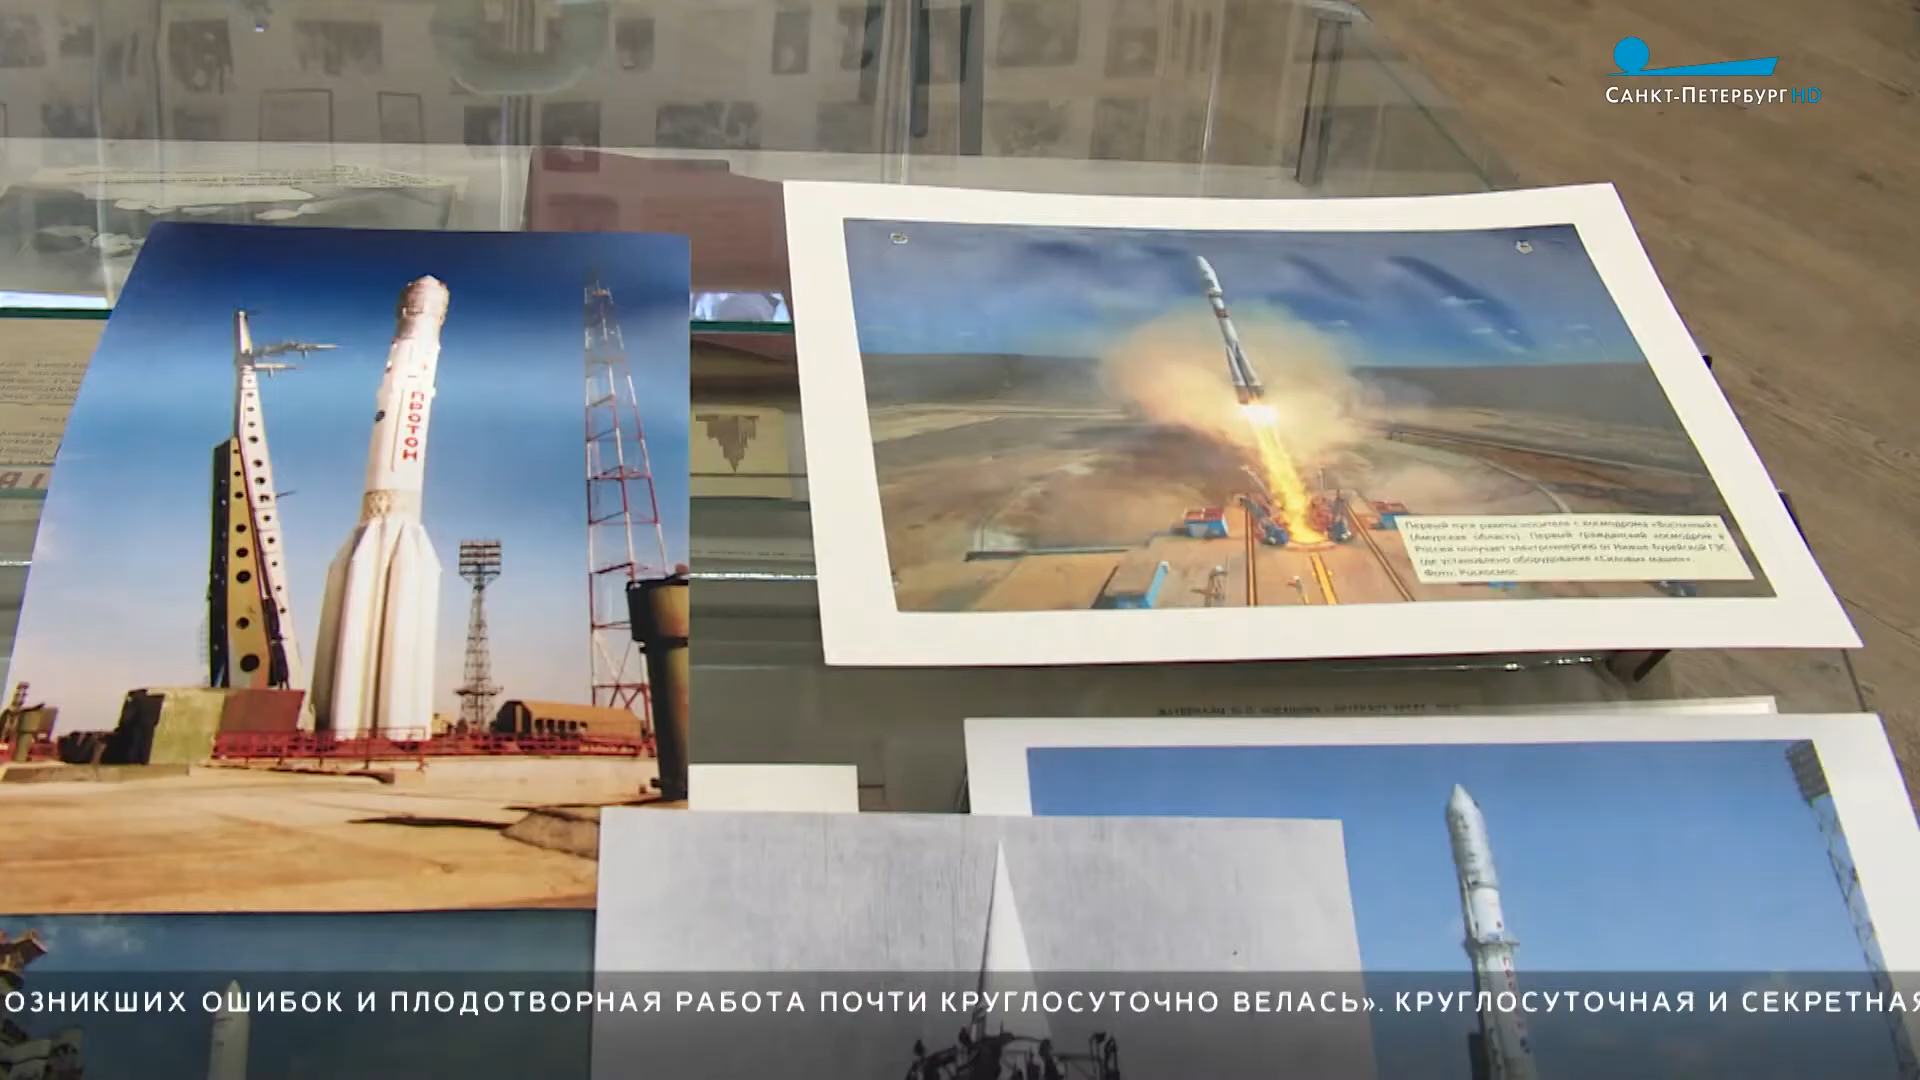 САНКТ-ПЕТЕРБУРГ HD
ПРОТОН
Первый пуск ракеты-носителя с космодрома «Восточный»
(Амурская область). Первый гражданский космодром в
России получает электроэнергию от Нижне-Бурейской ГЭС,
где установлено оборудование «Силовых машин».
Фото: Роскосмос
ОЗНИКШИХ ОШИБОК И ПЛОДОТВОРНАЯ РАБОТА ПОЧТИ КРУГЛОСУТОЧНО ВЕЛАСЬ». КРУГЛОСУТОЧНАЯ И СЕКРЕТНАЯ